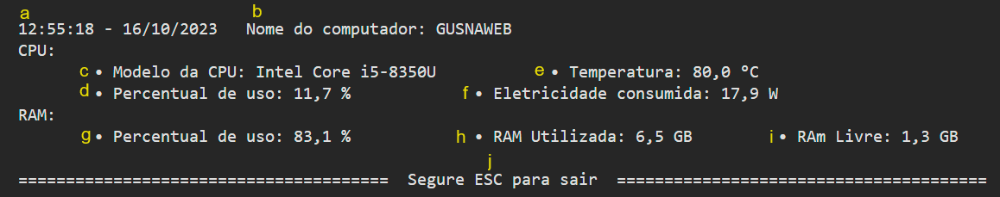 a b
12:55:18 - 16/10/2023 Nome do computador: GUSNAWEB
CPU:
c • Modelo da CPU: Intel Core i5-8350U e • Temperatura: 80,0 °C
d • Percentual de uso: 11,7 % f • Eletricidade consumida: 17,9 W
RAM:
g • Percentual de uso: 83,1 % h • RAM Utilizada: 6,5 GB i • RAm Livre: 1,3 GB
j
======================================= Segure ESC para sair =======================================